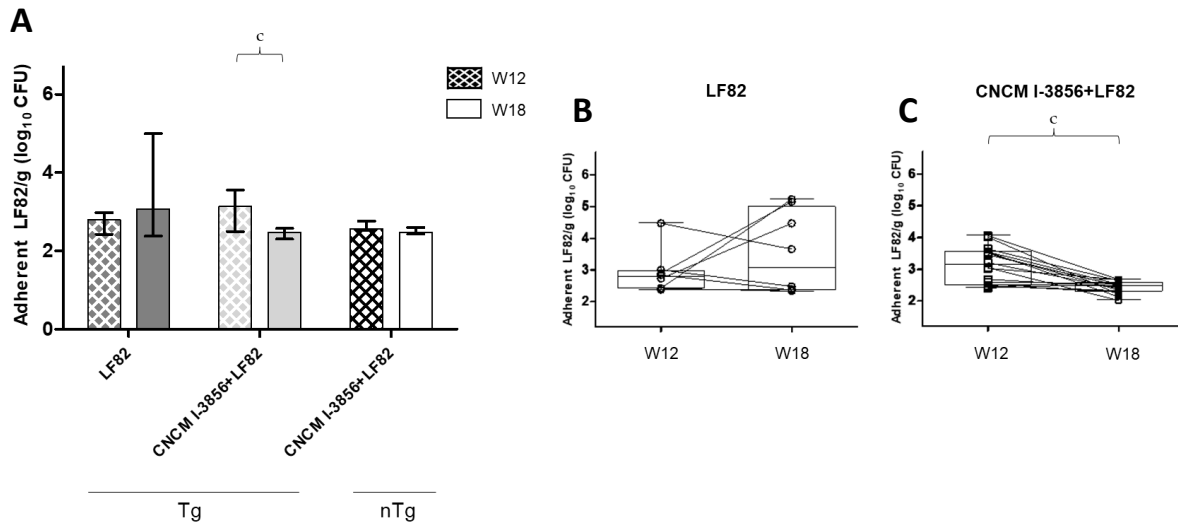 A
c
W12
W18
Adherent LF82/g (log₁₀ CFU)
6
4
2
0
LF82
CNCM I-3856+LF82
CNCM I-3856+LF82
Tg
nTg
B
LF82
Adherent LF82/g (log₁₀ CFU)
6
5
4
3
2
W12
W18
C
CNCM I-3856+LF82
c
Adherent LF82/g (log₁₀ CFU)
6
5
4
3
2
W12
W18